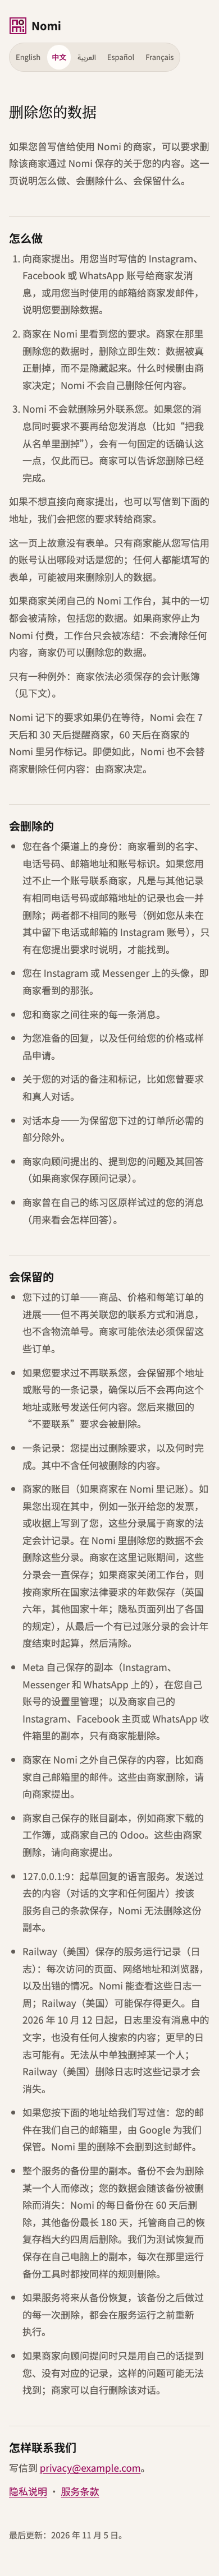 Nomi
English 中文 العربية Español Français
删除您的数据
如果您曾写信给使用 Nomi 的商家，可以要求删
除该商家通过 Nomi 保存的关于您的内容。这一
页说明怎么做、会删除什么、会保留什么。
怎么做
1. 向商家提出。用您当时写信的 Instagram、
Facebook 或 WhatsApp 账号给商家发消
息，或用您当时使用的邮箱给商家发邮件，
说明您要删除数据。
2. 商家在 Nomi 里看到您的要求。商家在那里
删除您的数据时，删除立即生效：数据被真
正删掉，而不是隐藏起来。什么时候删由商
家决定；Nomi 不会自己删除任何内容。
3. Nomi 不会就删除另外联系您。如果您的消
息同时要求不要再给您发消息（比如“把我
从名单里删掉”），会有一句固定的话确认这
一点，仅此而已。商家可以告诉您删除已经
完成。
如果不想直接向商家提出，也可以写信到下面的
地址，我们会把您的要求转给商家。
这一页上故意没有表单。只有商家能从您写信用
的账号认出哪段对话是您的；任何人都能填写的
表单，可能被用来删除别人的数据。
如果商家关闭自己的 Nomi 工作台，其中的一切
都会被清除，包括您的数据。如果商家停止为
Nomi 付费，工作台只会被冻结：不会清除任何
内容，商家仍可以删除您的数据。
只有一种例外：商家依法必须保存的会计账簿
（见下文）。
Nomi 记下的要求如果仍在等待，Nomi 会在 7
天后和 30 天后提醒商家，60 天后在商家的
Nomi 里另作标记。即便如此，Nomi 也不会替
商家删除任何内容：由商家决定。
会删除的
• 您在各个渠道上的身份：商家看到的名字、
电话号码、邮箱地址和账号标识。如果您用
过不止一个账号联系商家，凡是与其他记录
有相同电话号码或邮箱地址的记录也会一并
删除；两者都不相同的账号（例如您从未在
其中留下电话或邮箱的 Instagram 账号），只
有在您提出要求时说明，才能找到。
• 您在 Instagram 或 Messenger 上的头像，即
商家看到的那张。
• 您和商家之间往来的每一条消息。
• 为您准备的回复，以及任何给您的价格或样
品申请。
• 关于您的对话的备注和标记，比如您曾要求
和真人对话。
• 对话本身——为保留您下过的订单所必需的
部分除外。
• 商家向顾问提出的、提到您的问题及其回答
（如果商家保存顾问记录）。
• 商家曾在自己的练习区原样试过的您的消息
（用来看会怎样回答）。
会保留的
• 您下过的订单——商品、价格和每笔订单的
进展——但不再关联您的联系方式和消息，
也不含物流单号。商家可能依法必须保留这
些订单。
• 如果您要求过不再联系您，会保留那个地址
或账号的一条记录，确保以后不会再向这个
地址或账号发送任何内容。您后来撤回的
“不要联系”要求会被删除。
• 一条记录：您提出过删除要求，以及何时完
成。其中不含任何被删除的内容。
• 商家的账目（如果商家在 Nomi 里记账）。如
果您出现在其中，例如一张开给您的发票，
或收据上写到了您，这些分录属于商家的法
定会计记录。在 Nomi 里删除您的数据不会
删除这些分录。商家在这里记账期间，这些
分录会一直保存；如果商家关闭工作台，则
按商家所在国家法律要求的年数保存（英国
六年，其他国家十年；隐私页面列出了各国
的规定），从最后一个有已过账分录的会计年
度结束时起算，然后清除。
• Meta 自己保存的副本（Instagram、
Messenger 和 WhatsApp 上的），在您自己
账号的设置里管理；以及商家自己的
Instagram、Facebook 主页或 WhatsApp 收
件箱里的副本，只有商家能删除。
• 商家在 Nomi 之外自己保存的内容，比如商
家自己邮箱里的邮件。这些由商家删除，请
向商家提出。
• 商家自己保存的账目副本，例如商家下载的
工作簿，或商家自己的 Odoo。这些由商家
删除，请向商家提出。
• 127.0.0.1:9：起草回复的语言服务。发送过
去的内容（对话的文字和任何图片）按该
服务自己的条款保存，Nomi 无法删除这份
副本。
• Railway（美国）保存的服务运行记录（日
志）：每次访问的页面、网络地址和浏览器，
以及出错的情况。Nomi 能查看这些日志一
周；Railway（美国）可能保存得更久。自
2026 年 10 月 12 日起，日志里没有消息中的
文字，也没有任何人搜索的内容；更早的日
志可能有。无法从中单独删掉某一个人；
Railway（美国）删除日志时这些记录才会
消失。
• 如果您按下面的地址给我们写过信：您的邮
件在我们自己的邮箱里，由 Google 为我们
保管。Nomi 里的删除不会删到这封邮件。
• 整个服务的备份里的副本。备份不会为删除
某一个人而修改；您的数据会随该备份被删
除而消失：Nomi 的每日备份在 60 天后删
除，其他备份最长 180 天，托管商自己的恢
复存档大约四周后删除。我们为测试恢复而
保存在自己电脑上的副本，每次在那里运行
备份工具时都按同样的规则删除。
• 如果服务将来从备份恢复，该备份之后做过
的每一次删除，都会在服务运行之前重新
执行。
• 如果商家向顾问提问时只是用自己的话提到
您、没有对应的记录，这样的问题可能无法
找到；商家可以自行删除该对话。
怎样联系我们
写信到 privacy@example.com。
隐私说明 · 服务条款
最后更新：2026 年 11 月 5 日。